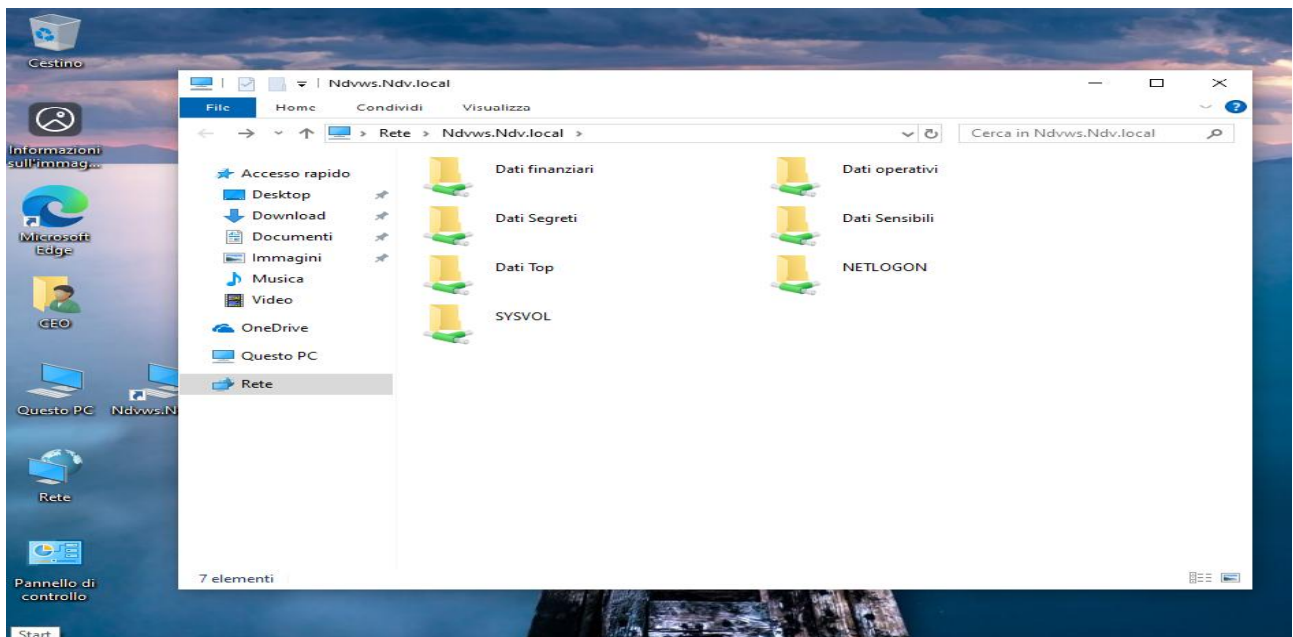 Cestino
Informazioni
sull'immag...
Microsoft
Edge
CEO
Questo PC
Ndvws.N
Rete
Pannello di
controllo
Start
Ndvws.Ndv.local
File
Home
Condividi
Visualizza
Rete > Ndvws.Ndv.local >
Cerca in Ndvws.Ndv.local
Accesso rapido
Desktop
Download
Documenti
Immagini
Musica
Video
OneDrive
Questo PC
Rete
Dati finanziari
Dati operativi
Dati Segreti
Dati Sensibili
Dati Top
NETLOGON
SYSVOL
7 elementi